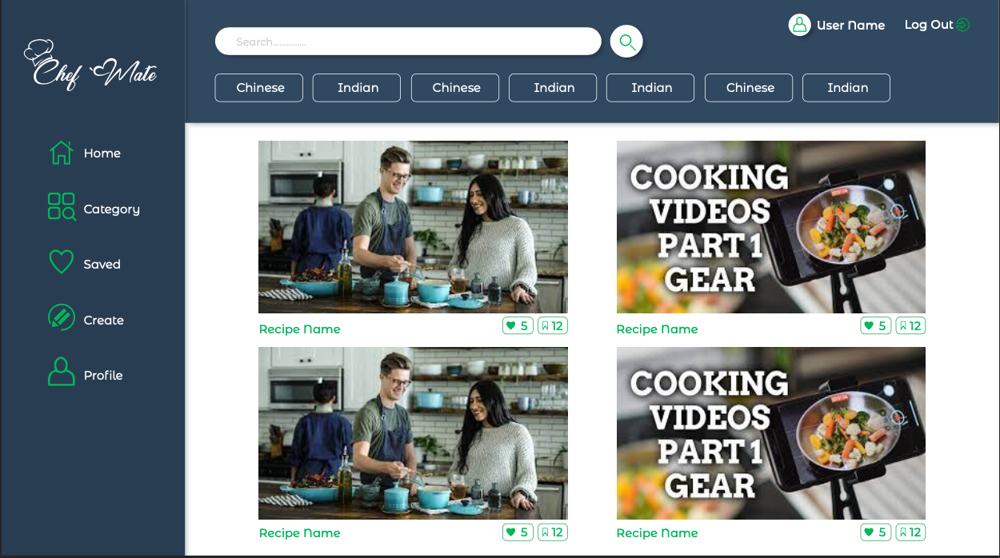 Chef Mate
Search...............
User Name
Log Out
Chinese
Indian
Chinese
Indian
Indian
Chinese
Indian
Home
Category
Saved
Create
Profile
COOKING
VIDEOS
PART 1
GEAR
Recipe Name
5
12
Recipe Name
5
12
COOKING
VIDEOS
PART 1
GEAR
Recipe Name
5
12
Recipe Name
5
12